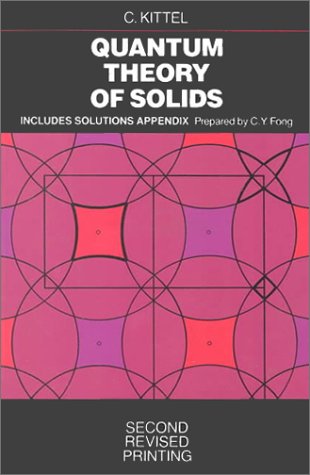 C. KITTEL
QUANTUM
THEORY
OF SOLIDS
INCLUDES SOLUTIONS APPENDIX Prepared by C.Y Fong
SECOND
REVISED
PRINTING